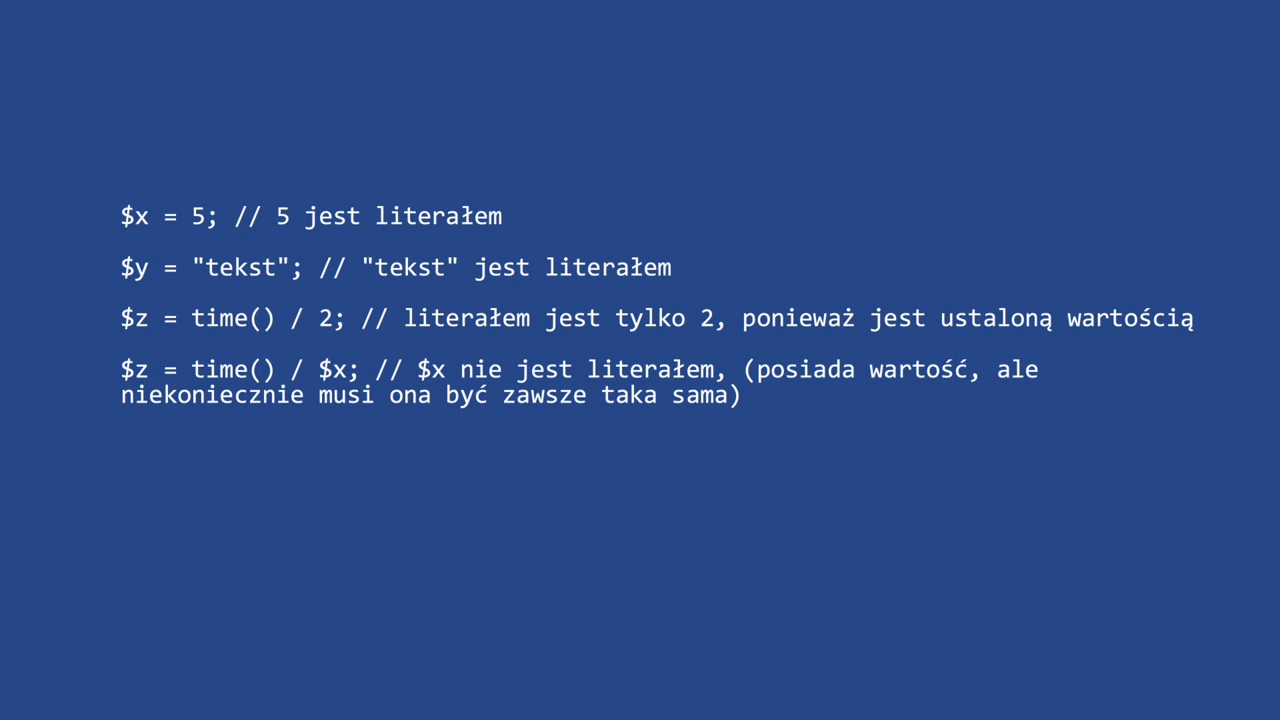 $x = 5; // 5 jest literałem
$y = "tekst"; // "tekst" jest literałem
$z = time() / 2; // literałem jest tylko 2, ponieważ jest ustaloną wartością
$z = time() / $x; // $x nie jest literałem, (posiada wartość, ale
niekoniecznie musi ona być zawsze taka sama)